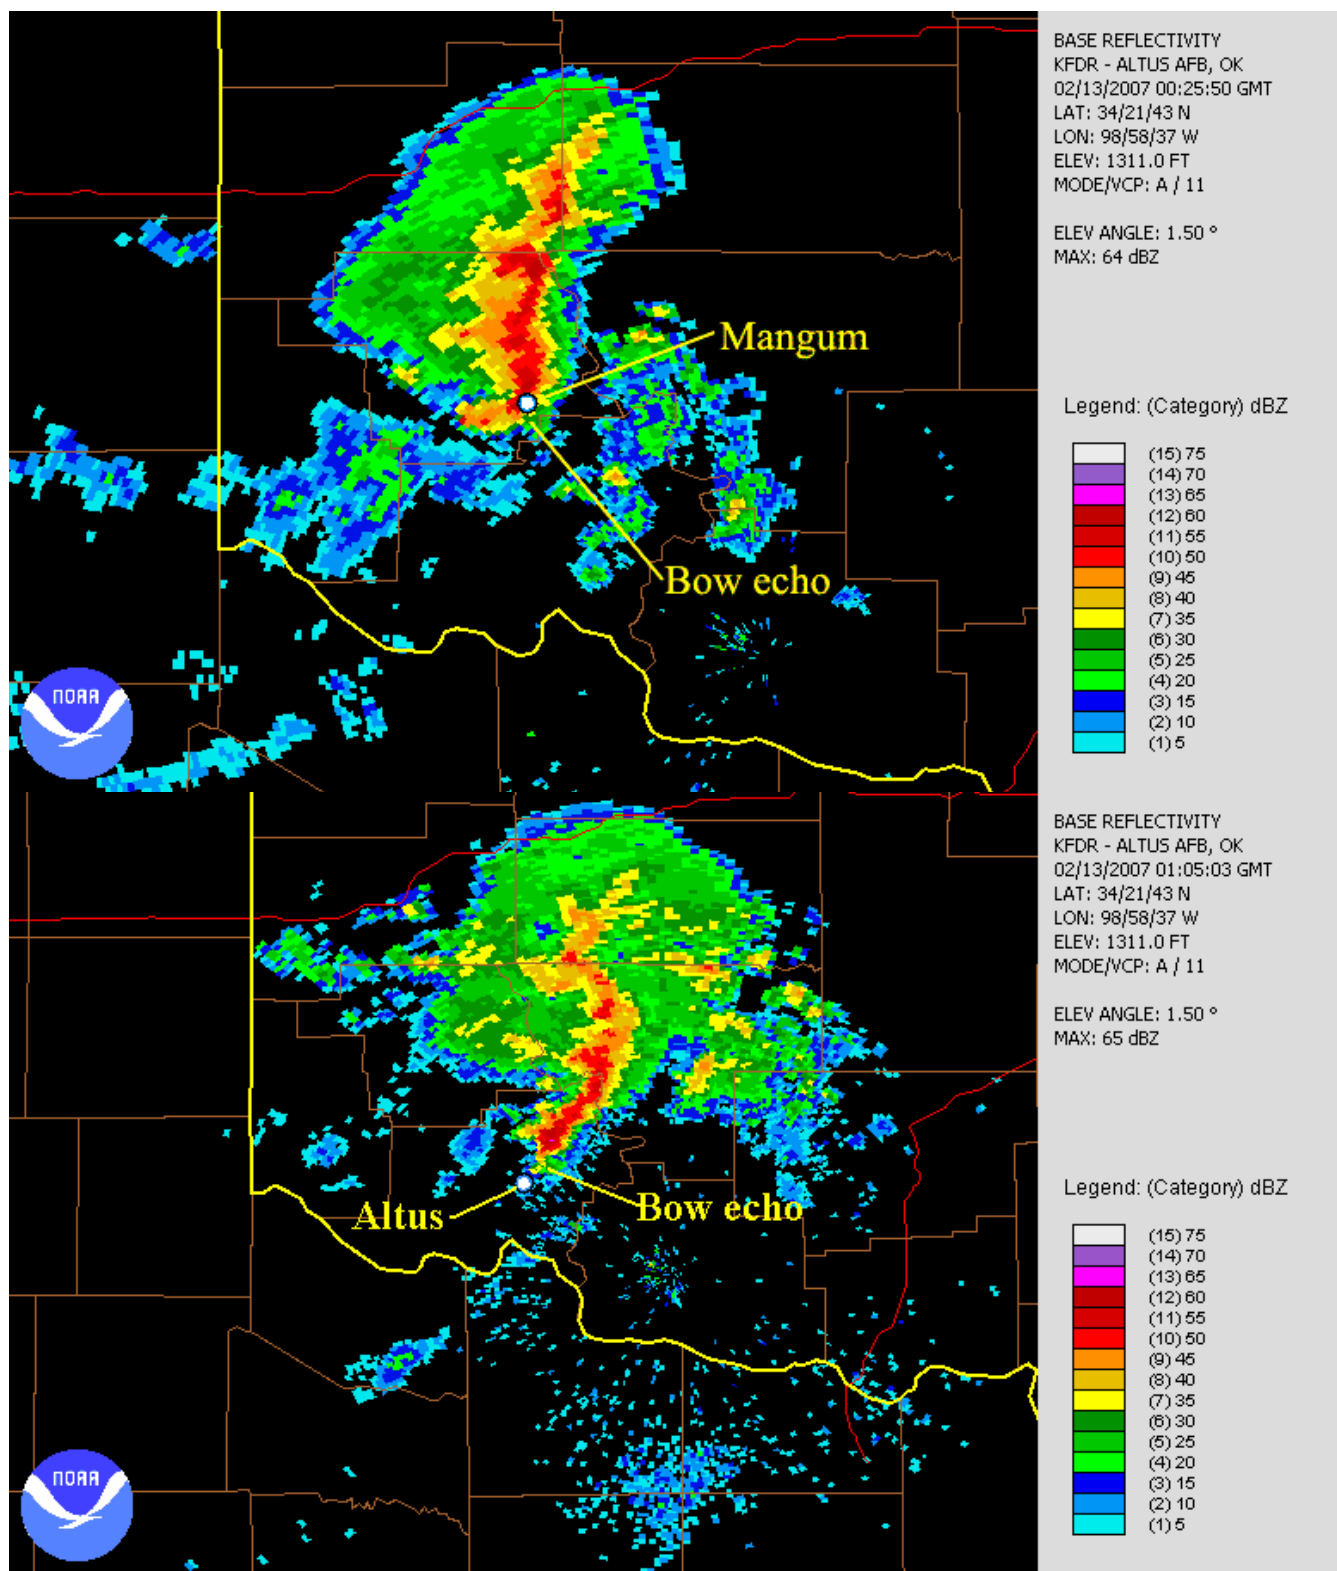 BASE REFLECTIVITY
KFDR - ALTUS AFB, OK
02/13/2007 00:25:50 GMT
LAT: 34/21/43 N
LON: 98/58/37 W
ELEV: 1311.0 FT
MODE/VCP: A / 11
ELEV ANGLE: 1.50 °
MAX: 64 dBZ
Mangum
Bow echo
Legend: (Category) dBZ
(15) 75
(14) 70
(13) 65
(12) 60
(11) 55
(10) 50
(9) 45
(8) 40
(7) 35
(6) 30
(5) 25
(4) 20
(3) 15
(2) 10
(1) 5
NOAA
BASE REFLECTIVITY
KFDR - ALTUS AFB, OK
02/13/2007 01:05:03 GMT
LAT: 34/21/43 N
LON: 98/58/37 W
ELEV: 1311.0 FT
MODE/VCP: A / 11
ELEV ANGLE: 1.50 °
MAX: 65 dBZ
Altus
Bow echo
Legend: (Category) dBZ
(15) 75
(14) 70
(13) 65
(12) 60
(11) 55
(10) 50
(9) 45
(8) 40
(7) 35
(6) 30
(5) 25
(4) 20
(3) 15
(2) 10
(1) 5
NOAA